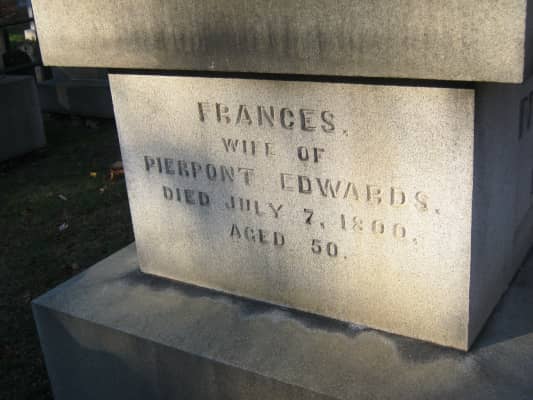 FRANCES,
WIFE OF
PIERPONT EDWARDS,
DIED JULY 7, 1800,
AGED 50.